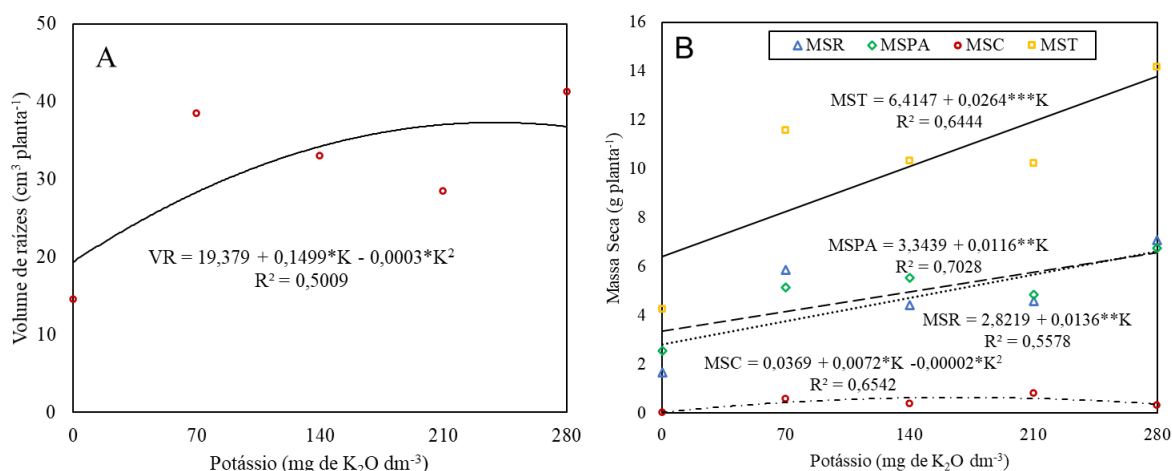 A
Volume de raízes (cm³ planta⁻¹)
50
40
30
20
10
0
VR = 19,379 + 0,1499*K - 0,0003*K²
R² = 0,5009
0 70 140 210 280
Potássio (mg de K₂O dm⁻³)
B
MSR MSPA MSC MST
Massa Seca (g planta⁻¹)
16
14
12
10
8
6
4
2
0
MST = 6,4147 + 0,0264***K
R² = 0,6444
MSPA = 3,3439 + 0,0116**K
R² = 0,7028
MSR = 2,8219 + 0,0136**K
R² = 0,5578
MSC = 0,0369 + 0,0072*K -0,00002*K²
R² = 0,6542
0 70 140 210 280
Potássio (mg de K₂O dm⁻³)